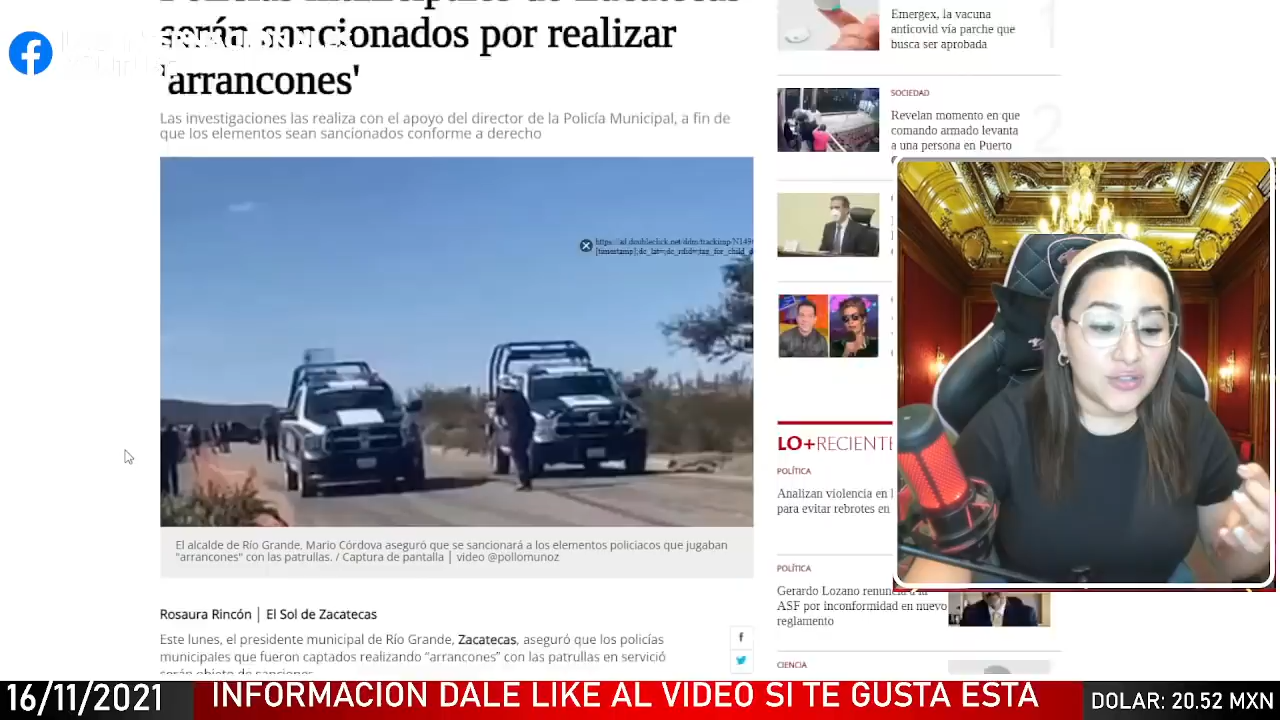 serán sancionados por realizar
'arrancones'
Las investigaciones las realiza con el apoyo del director de la Policía Municipal, a fin de
que los elementos sean sancionados conforme a derecho
El alcalde de Río Grande, Mario Córdova aseguró que se sancionará a los elementos policiacos que jugaban
"arrancones" con las patrullas. / Captura de pantalla │ video @pollomunoz
Rosaura Rincón │ El Sol de Zacatecas
Este lunes, el presidente municipal de Río Grande, Zacatecas, aseguró que los policías
municipales que fueron captados realizando “arrancones” con las patrullas en servició
Emergex, la vacuna
anticovid vía parche que
busca ser aprobada
1
SOCIEDAD
Revelan momento en que
comando armado levanta
a una persona en Puerto
2
LO+RECIENTE
POLÍTICA
Analizan violencia en
para evitar rebrotes en
POLÍTICA
Gerardo Lozano renuncia a la
ASF por inconformidad en nuevo
reglamento
CIENCIA
16/11/2021
INFORMACION DALE LIKE AL VIDEO SI TE GUSTA ESTA
DOLAR: 20.52 MXN